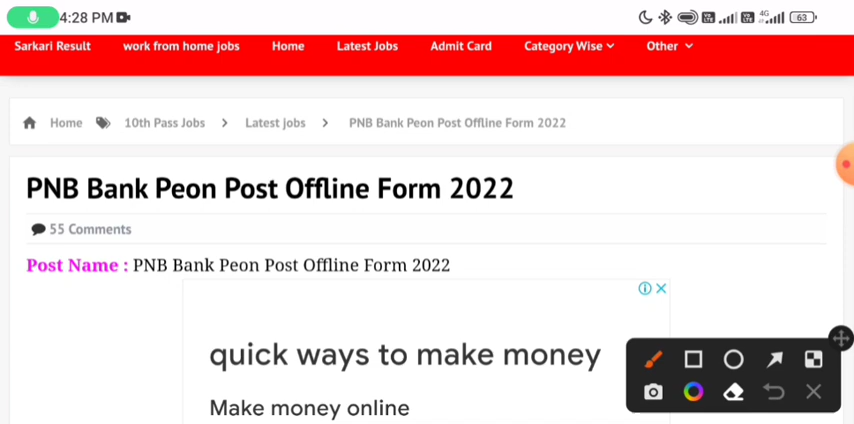 4:28 PM 4G 63
Sarkari Result work from home jobs Home Latest Jobs Admit Card Category Wise Other
Home 10th Pass Jobs Latest jobs PNB Bank Peon Post Offline Form 2022
PNB Bank Peon Post Offline Form 2022
55 Comments
Post Name : PNB Bank Peon Post Offline Form 2022
quick ways to make money
Make money online